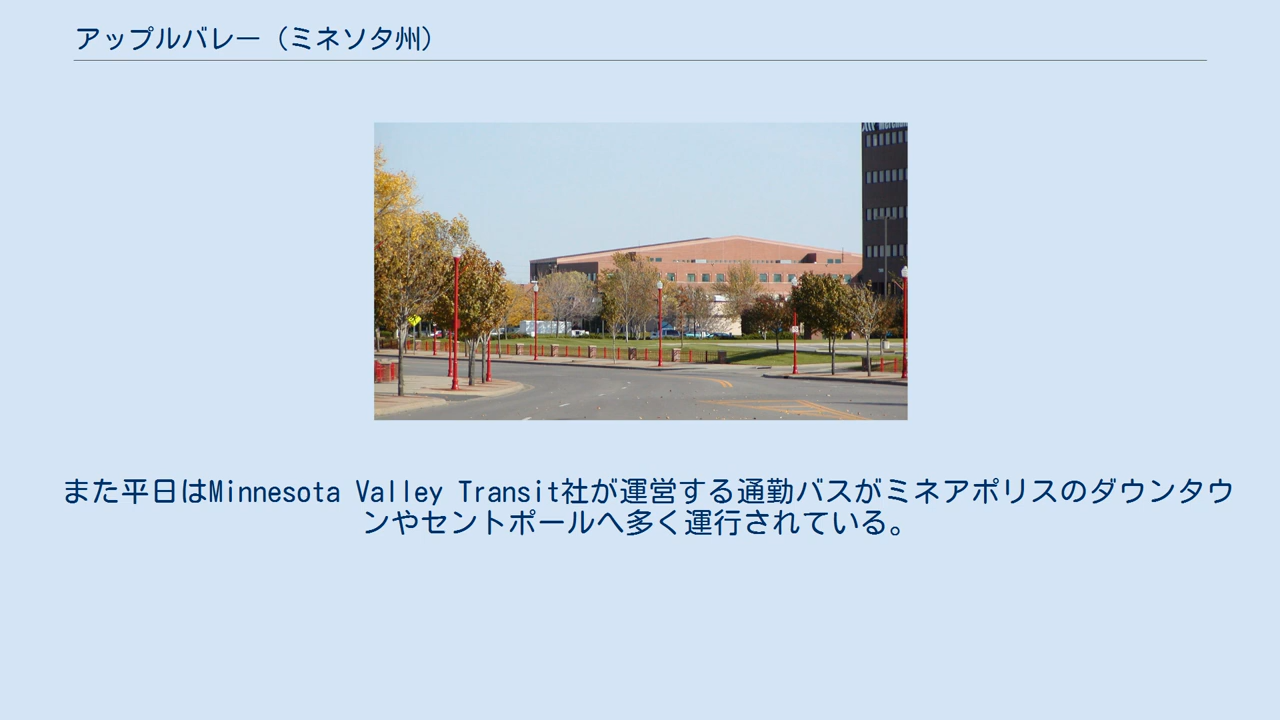 アップルバレー（ミネソタ州）
また平日はMinnesota Valley Transit社が運営する通勤バスがミネアポリスのダウンタウ
ンやセントポールへ多く運行されている。